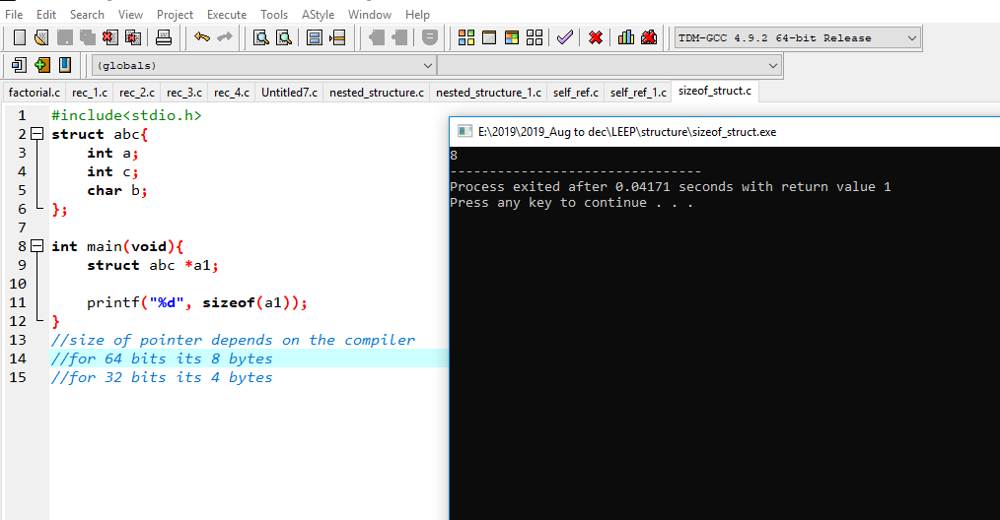 File Edit Search View Project Execute Tools AStyle Window Help
TDM-GCC 4.9.2 64-bit Release
(globals)
factorial.c rec_1.c rec_2.c rec_3.c rec_4.c Untitled7.c nested_structure.c nested_structure_1.c self_ref.c self_ref_1.c sizeof_struct.c
1 #include<stdio.h>
2 struct abc{
3 int a;
4 int c;
5 char b;
6 };
7
8 int main(void){
9 struct abc *a1;
10
11 printf("%d", sizeof(a1));
12 }
13 //size of pointer depends on the compiler
14 //for 64 bits its 8 bytes
15 //for 32 bits its 4 bytes
E:\2019\2019_Aug to dec\LEEP\structure\sizeof_struct.exe
8
--------------------------------
Process exited after 0.04171 seconds with return value 1
Press any key to continue . . .